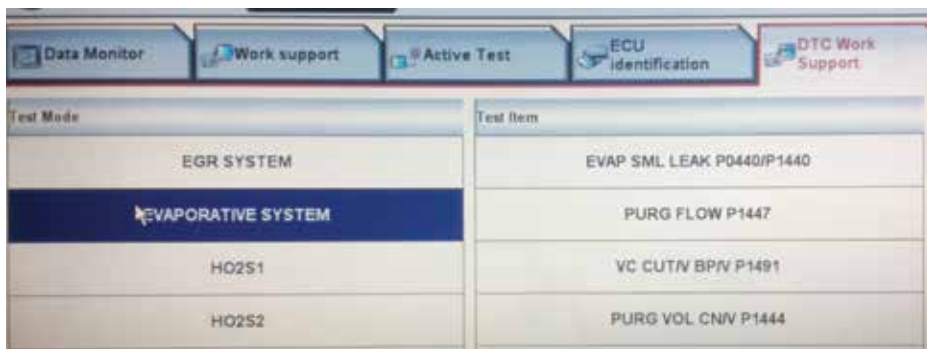 Data Monitor
Work support
Active Test
ECU
identification
DTC Work
Support
Test Mode
Test Item
EGR SYSTEM
EVAP SML LEAK P0440/P1440
EVAPORATIVE SYSTEM
PURG FLOW P1447
HO2S1
VC CUT/V BP/V P1491
HO2S2
PURG VOL CN/V P1444